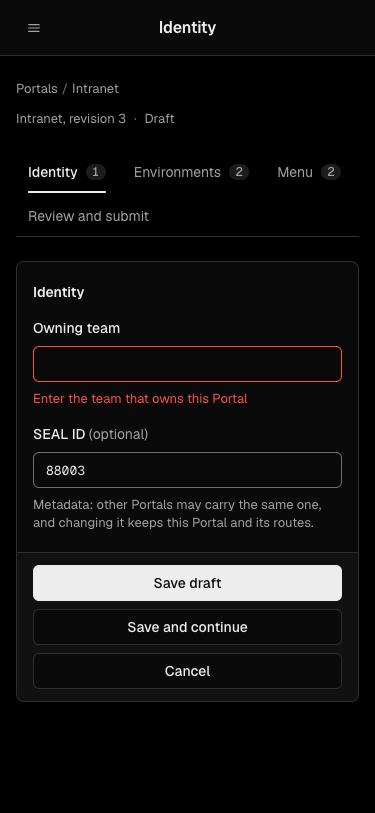 Identity
Portals / Intranet
Intranet, revision 3 · Draft
Identity 1 Environments 2 Menu 2
Review and submit
Identity
Owning team
Enter the team that owns this Portal
SEAL ID (optional)
88003
Metadata: other Portals may carry the same one,
and changing it keeps this Portal and its routes.
Save draft
Save and continue
Cancel